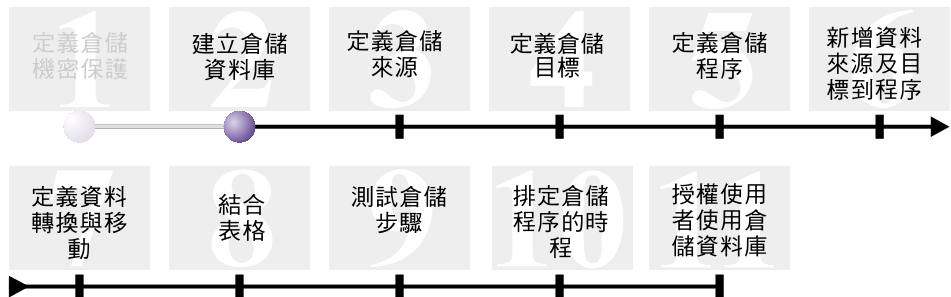 1
定義倉儲
機密保護
2
建立倉儲
資料庫
3
定義倉儲
來源
4
定義倉儲
目標
5
定義倉儲
程序
6
新增資料
來源及目
標到程序
7
定義資料
轉換與移
動
8
結合
表格
9
測試倉儲
步驟
10
排定倉儲
程序的時
程
11
授權使用
者使用倉
儲資料庫